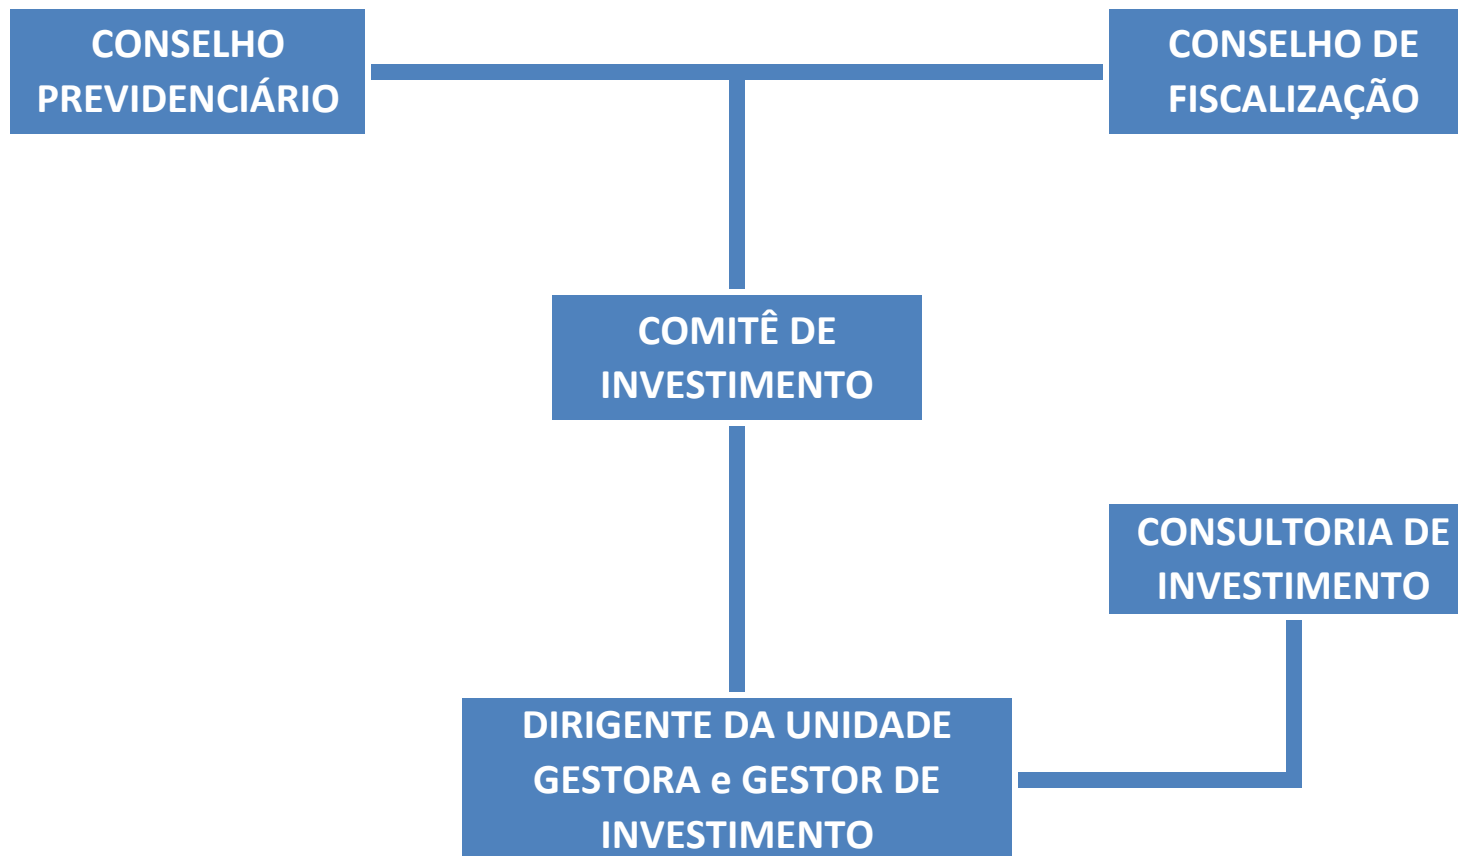 CONSELHO
PREVIDENCIÁRIO
CONSELHO DE
FISCALIZAÇÃO
COMITÊ DE
INVESTIMENTO
CONSULTORIA DE
INVESTIMENTO
DIRIGENTE DA UNIDADE
GESTORA e GESTOR DE
INVESTIMENTO